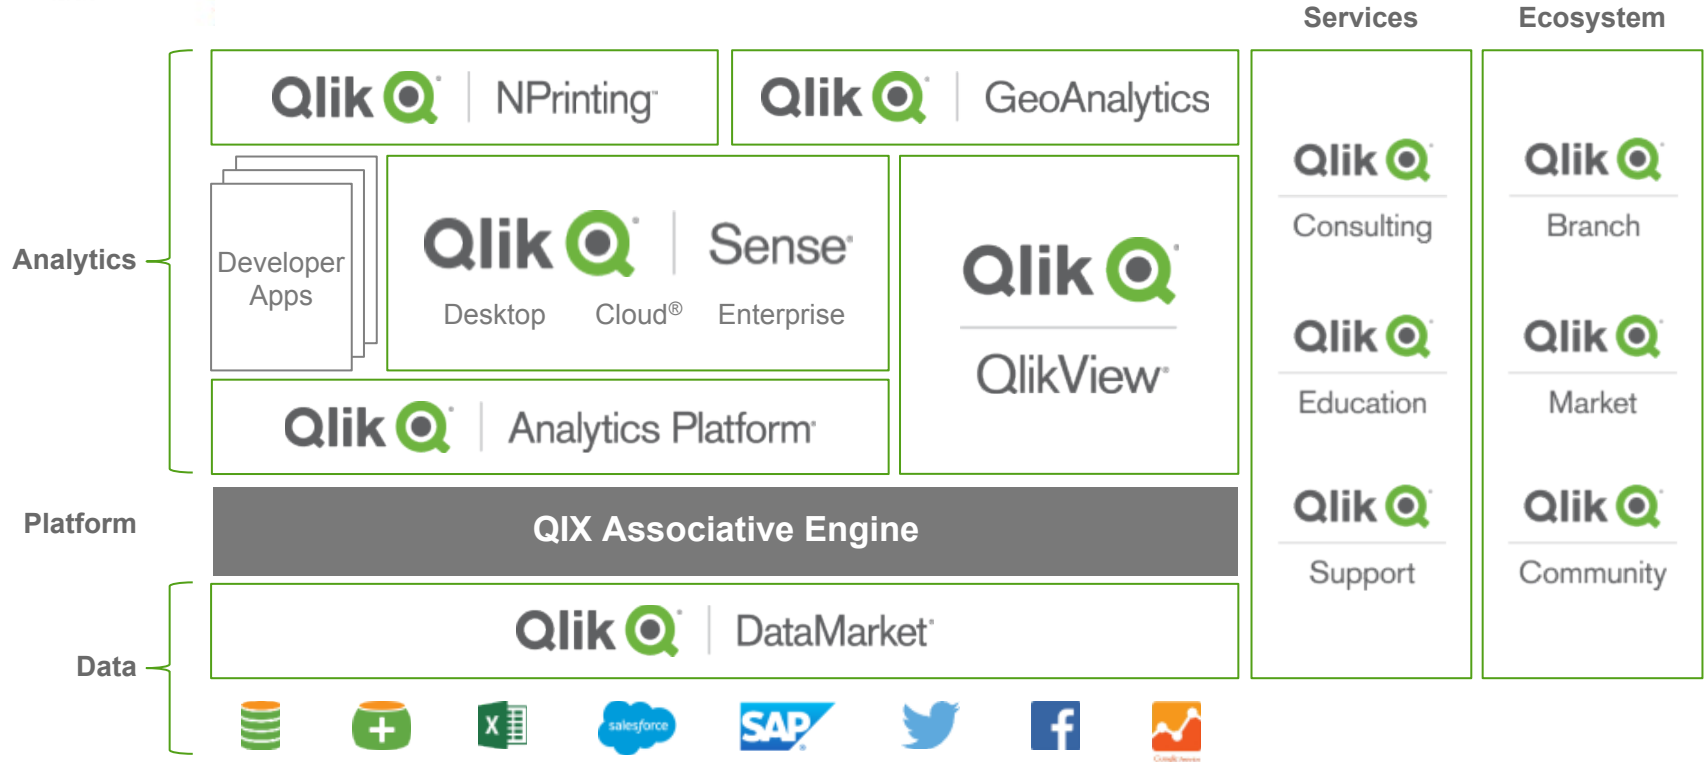 Services
Ecosystem
Qlik NPrinting™
Qlik® GeoAnalytics
Analytics
Developer
Apps
Qlik® Sense®
Desktop Cloud® Enterprise
Qlik®
QlikView®
Qlik® Analytics Platform®
Platform
QIX Associative Engine
Data
Qlik® DataMarket®
X
salesforce
SAP
f
Qlik
Consulting
Qlik
Education
Qlik
Support
Qlik
Branch
Qlik
Market
Qlik
Community